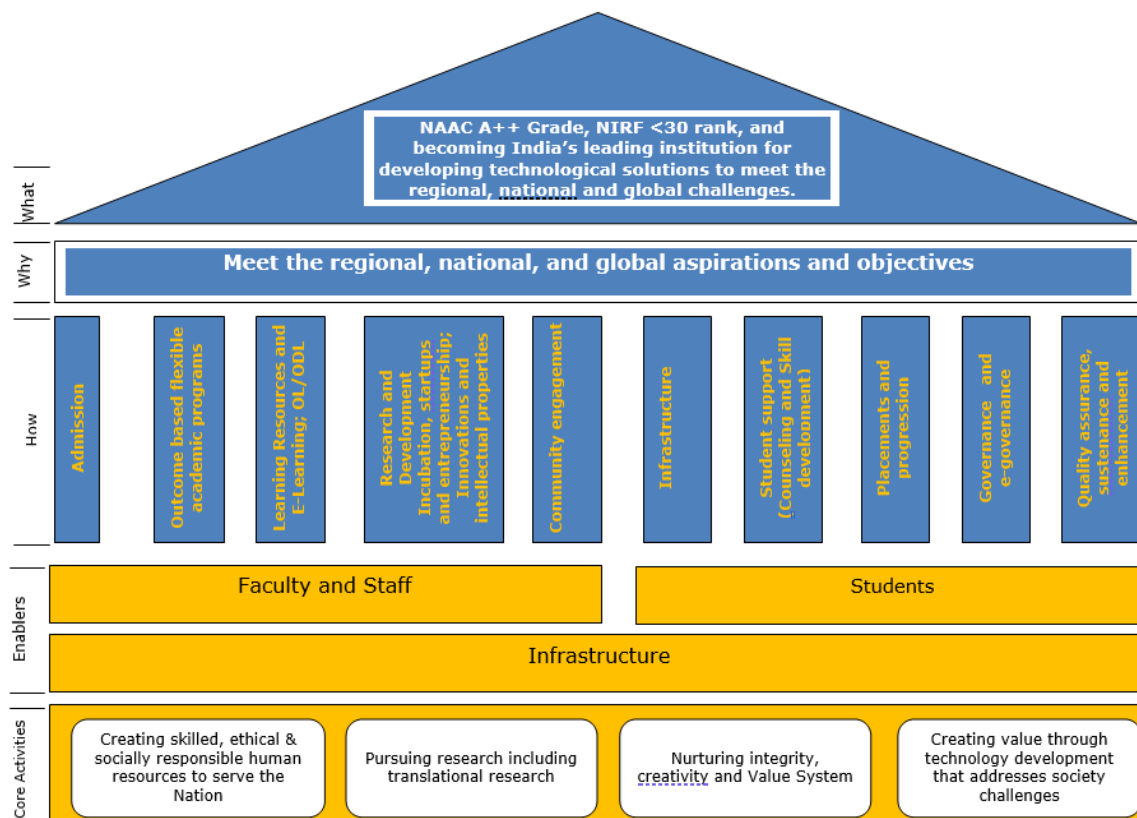 NAAC A++ Grade, NIRF <30 rank, and
becoming India's leading institution for
developing technological solutions to meet the
regional, national and global challenges.
What
Why
Meet the regional, national, and global aspirations and objectives
How
Admission
Outcome based flexible
academic programs
Learning Resources and
E-Learning; OL/ODL
Research and
Development
Incubation, startups
and entrepreneurship;
Innovations and
intellectual properties
Community engagement
Infrastructure
Student support
(Counseling and Skill
development)
Placements and
progression
Governance and
e-governance
Quality assurance,
sustenance and
enhancement
Enablers
Faculty and Staff
Students
Infrastructure
Core Activities
Creating skilled, ethical &
socially responsible human
resources to serve the
Nation
Pursuing research including
translational research
Nurturing integrity,
creativity and Value System
Creating value through
technology development
that addresses society
challenges